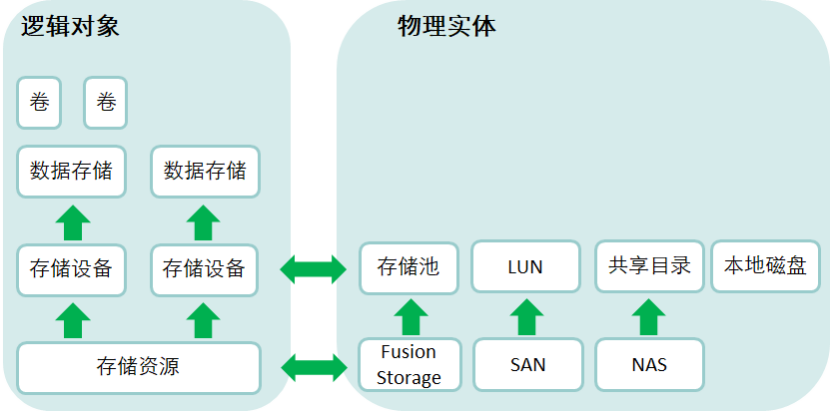 逻辑对象
物理实体
卷
卷
数据存储
数据存储
存储设备
存储设备
存储池
LUN
共享目录
本地磁盘
存储资源
Fusion
Storage
SAN
NAS